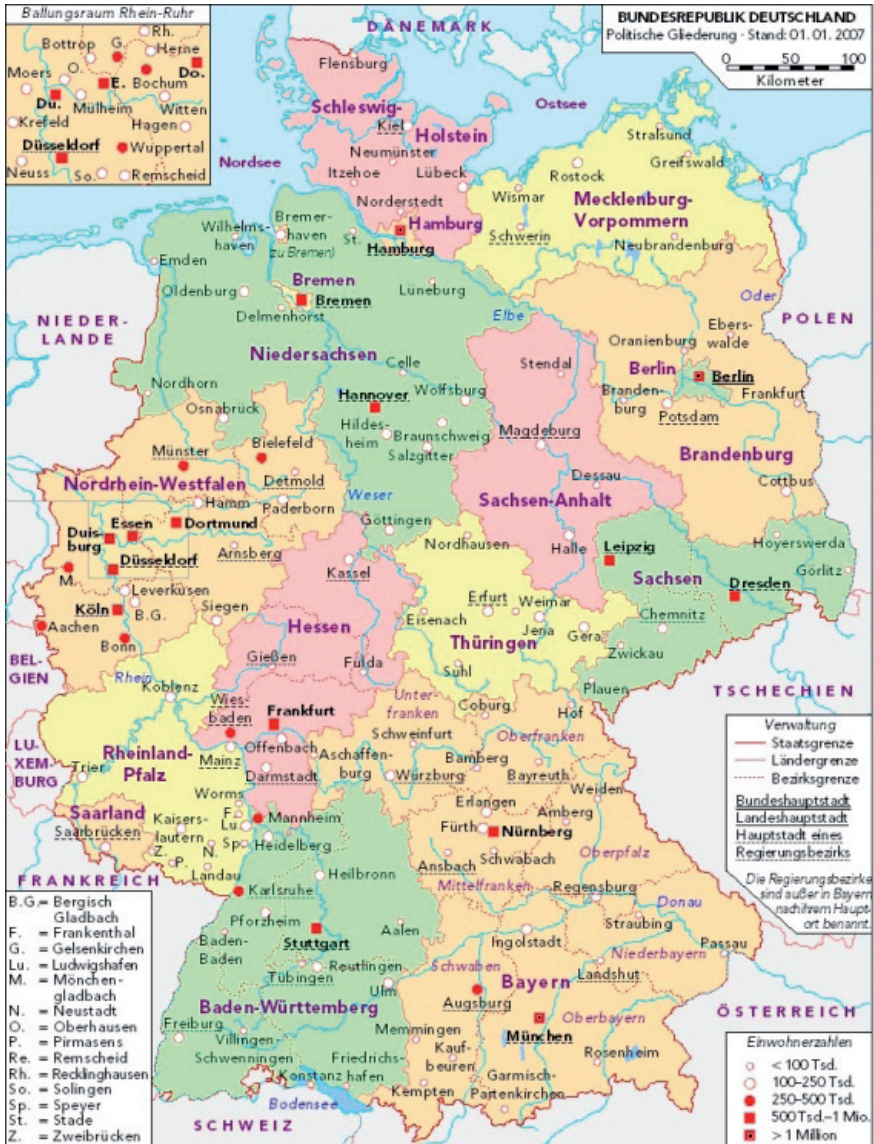 Ballungsraum Rhein-Ruhr
Bottrop
G.
Rh.
Herne
Moers
O.
E.
Bochum
Do.
Du.
Mülheim
Witten
Krefeld
Hagen
Düsseldorf
Wuppertal
Neuss
So.
Remscheid
DÄNEMARK
BUNDESREPUBLIK DEUTSCHLAND
Politische Gliederung - Stand: 01. 01. 2007
0
50
100
Kilometer
Flensburg
Schleswig-
Holstein
Kiel
Ostsee
Nordsee
Neumünster
Itzehoe
Lübeck
Norderstedt
Hamburg
Hamburg
Stralsund
Greifswald
Rostock
Wismar
Mecklenburg-
Vorpommern
Schwerin
Neubrandenburg
Wilhelms-
haven
Bremer-
haven
(zu Bremen)
St.
Emden
Bremen
Oldenburg
Bremen
Delmenhorst
Lüneburg
NIEDER-
LANDE
Niedersachsen
Elbe
Oder
POLEN
Oranienburg
Ebers-
walde
Berlin
Berlin
Stendal
Celle
Nordhorn
Wolfsburg
Branden-
burg
Potsdam
Frankfurt
Osnabrück
Hannover
Hildes-
heim
Braunschweig
Salzgitter
Magdeburg
Brandenburg
Münster
Bielefeld
Detmold
Nordrhein-Westfalen
Weser
Hamm
Paderborn
Sachsen-Anhalt
Dessau
Cottbus
Duis-
burg
Essen
Dortmund
Göttingen
Nordhausen
Halle
Leipzig
Hoyerswerda
Görlitz
Düsseldorf
Arnsberg
Kassel
M.
Leverkusen
Köln
B.G.
Siegen
Sachsen
Dresden
Erfurt
Weimar
Eisenach
Jena
Gera
Chemnitz
Aachen
Bonn
Hessen
Thüringen
Zwickau
BEL-
GIEN
Rhein
Gießen
Fulda
Suhl
Plauen
Koblenz
TSCHECHIEN
Wies-
baden
Frankfurt
Unter-
franken
Coburg
Hof
Oberfranken
Schweinfurt
LU-
XEM-
BURG
Rheinland-
Pfalz
Mainz
Offenbach
Aschaffen-
burg
Bamberg
Trier
Darmstadt
Würzburg
Bayreuth
Weiden
Worms
Saarland
Saarbrücken
Kaisers-
lautern
F.
Lu.
Mannheim
Erlangen
Amberg
Fürth
Nürnberg
Z.
P.
N.
Sp.
Heidelberg
Landau
Ansbach
Schwabach
Oberpfalz
FRANKREICH
Heilbronn
Mittelfranken
Regensburg
Karlsruhe
Donau
Pforzheim
Straubing
Baden-
Baden
Stuttgart
Aalen
Ingolstadt
Passau
Niederbayern
Tübingen
Reutlingen
Schwaben
Bayern
Landshut
Ulm
Augsburg
Baden-Württemberg
Oberbayern
ÖSTERREICH
Freiburg
München
Villingen-
Schwenningen
Memmingen
Kauf-
beuren
Rosenheim
Friedrichs-
hafen
Konstanz
Kempten
Garmisch-
Partenkirchen
Bodensee
SCHWEIZ
Verwaltung
Staatsgrenze
Ländergrenze
Bezirksgrenze
Bundeshauptstadt
Landeshauptstadt
Hauptstadt eines
Regierungsbezirks
Die Regierungsbezirke
sind außer in Bayern
nach ihrem Haupt-
ort benannt.
B.G.= Bergisch
Gladbach
F. = Frankenthal
G. = Gelsenkirchen
Lu. = Ludwigshafen
M. = Mönchen-
gladbach
N. = Neustadt
O. = Oberhausen
P. = Pirmasens
Re. = Remscheid
Rh. = Recklinghausen
So. = Solingen
Sp. = Speyer
St. = Stade
Z. = Zweibrücken
Einwohnerzahlen
< 100 Tsd.
100-250 Tsd.
250-500 Tsd.
500 Tsd.-1 Mio.
> 1 Million